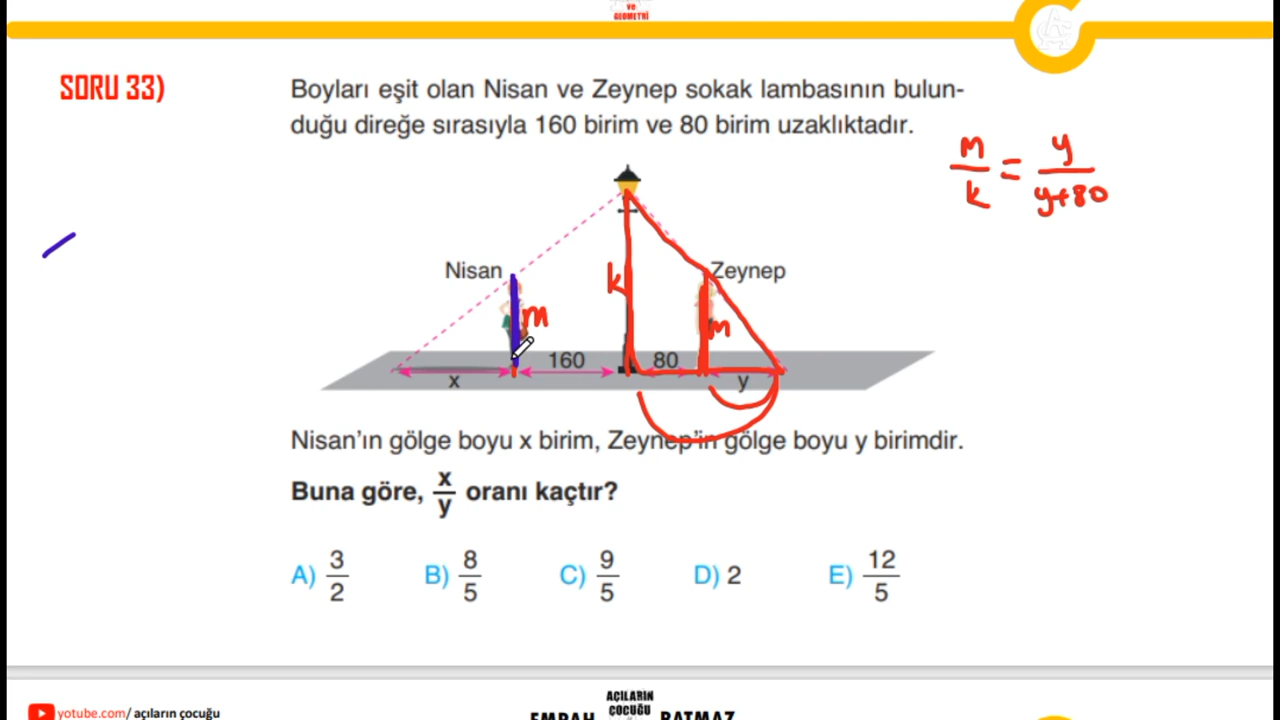 ve
GEOMETRİ
SORU 33)
Boyları eşit olan Nisan ve Zeynep sokak lambasının bulun-
duğu direğe sırasıyla 160 birim ve 80 birim uzaklıktadır.
m/k = y/y+80
Nisan
Zeynep
k
m
m
160
80
x
y
Nisan'ın gölge boyu x birim, Zeynep'in gölge boyu y birimdir.
Buna göre, x/y oranı kaçtır?
A) 3/2 B) 8/5 C) 9/5 D) 2 E) 12/5
AÇILARIN
ÇOCUĞU
yotube.com/ açıların çocuğu
EMRAH BATMAZ